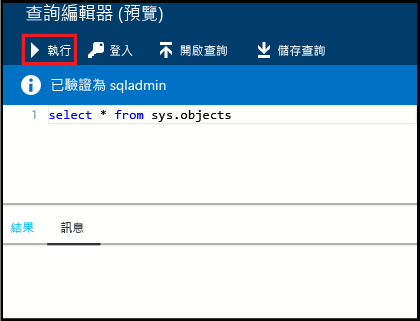 查詢編輯器 (預覽)
執行 登入 開啟查詢 儲存查詢
已驗證為 sqladmin
1 select * from sys.objects
結果 訊息